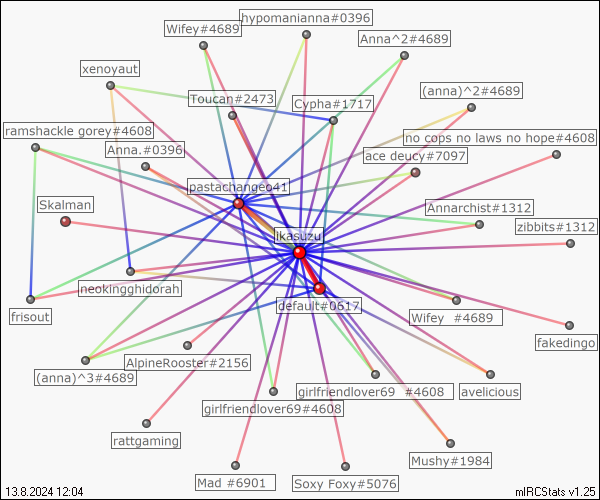 hypomanianna#0396
Wifey#4689
Anna^2#4689
xenoyaut
(anna)^2#4689
Toucan#2473
Cypha#1717
ramshackle gorey#4608
no cops no laws no hope#4608
Anna.#0396
ace deucy#7097
pastachangeo41
Skalman
Annarchist#1312
zibbits#1312
ikasuzu
neokingghidorah
default#0617
frisout
Wifey  #4689
fakedingo
AlpineRooster#2156
(anna)^3#4689
girlfriendlover69  #4608
avelicious
girlfriendlover69#4608
rattgaming
Mushy#1984
Mad  #6901
Soxy Foxy#5076
13.8.2024 12:04
mIRCStats v1.25